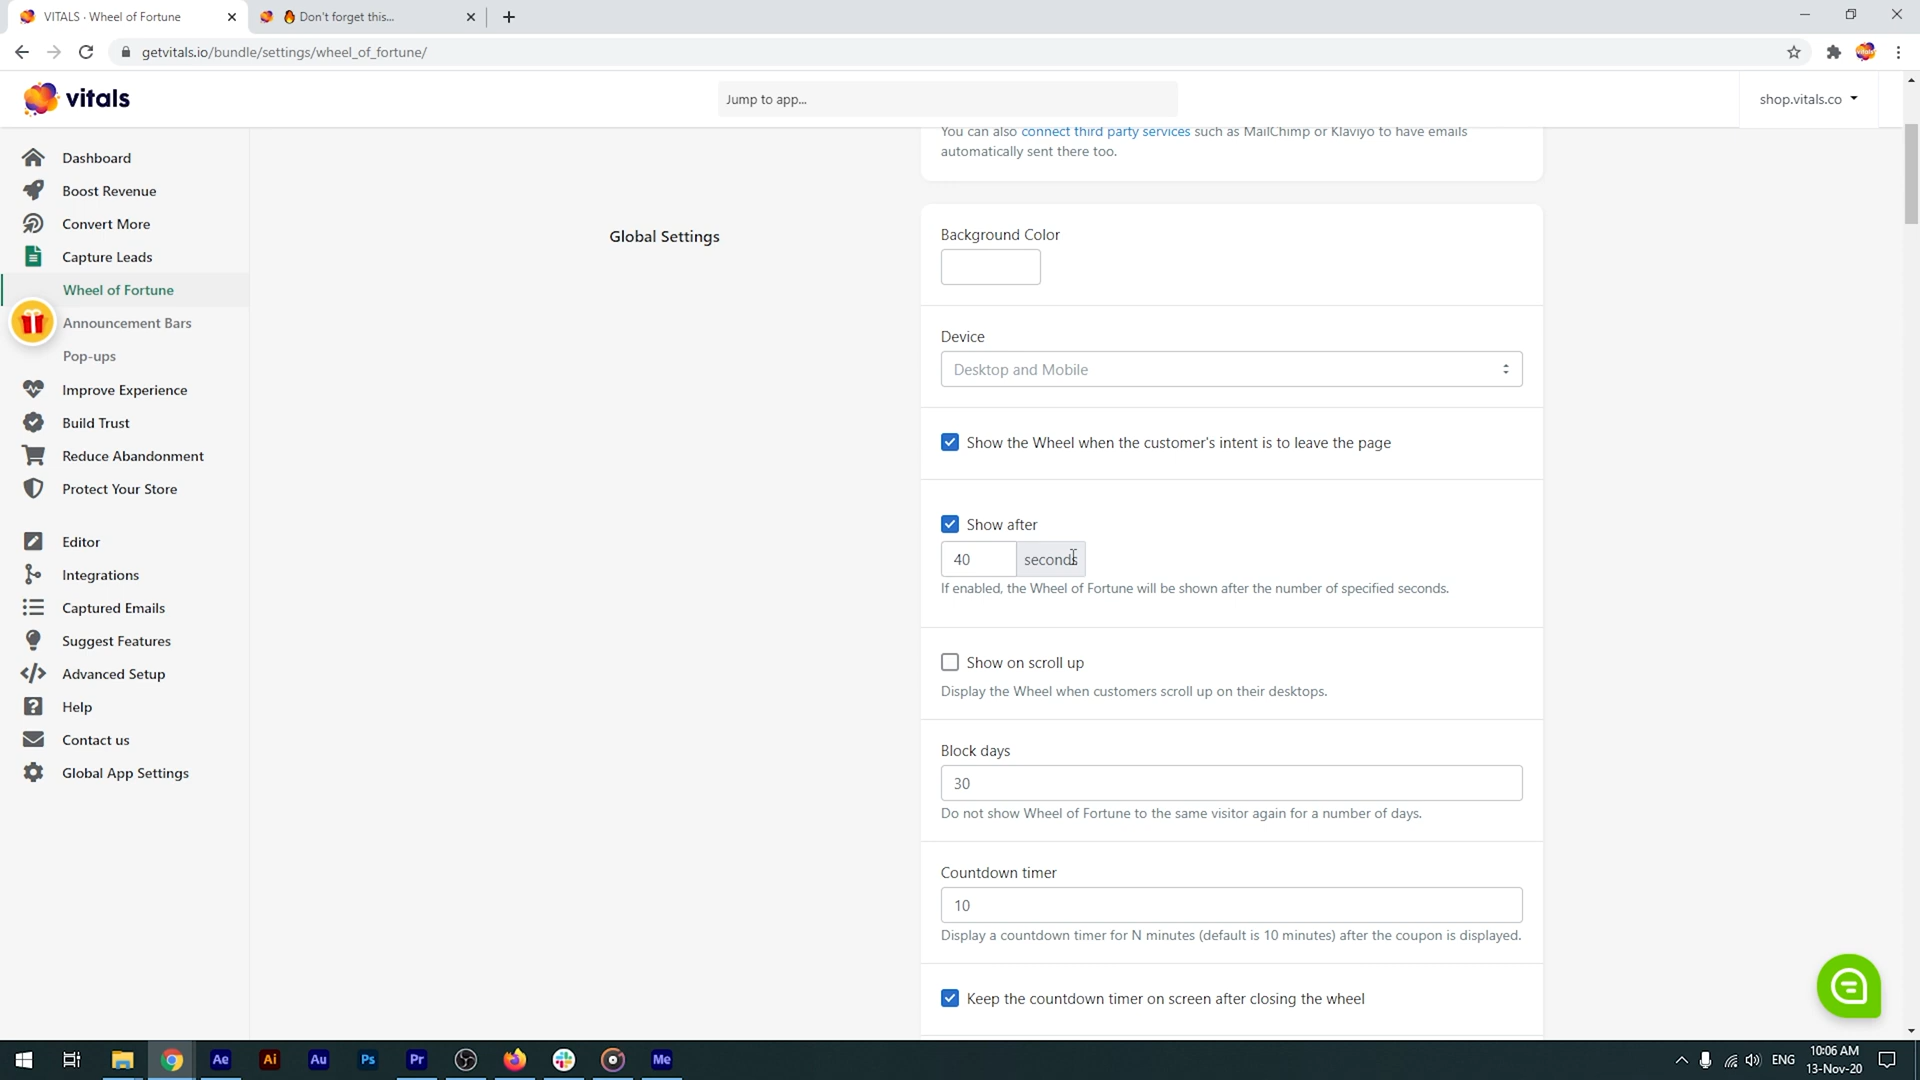 VITALS · Wheel of Fortune
Don't forget this...
getvitals.io/bundle/settings/wheel_of_fortune/
vitals
Jump to app...
shop.vitals.co
Dashboard
Boost Revenue
Convert More
Capture Leads
Wheel of Fortune
Announcement Bars
Pop-ups
Improve Experience
Build Trust
Reduce Abandonment
Protect Your Store
Editor
Integrations
Captured Emails
Suggest Features
Advanced Setup
Help
Contact us
Global App Settings
You can also connect third party services such as MailChimp or Klaviyo to have emails
automatically sent there too.
Global Settings
Background Color
Device
Desktop and Mobile
Show the Wheel when the customer's intent is to leave the page
Show after
40 seconds
If enabled, the Wheel of Fortune will be shown after the number of specified seconds.
Show on scroll up
Display the Wheel when customers scroll up on their desktops.
Block days
30
Do not show Wheel of Fortune to the same visitor again for a number of days.
Countdown timer
10
Display a countdown timer for N minutes (default is 10 minutes) after the coupon is displayed.
Keep the countdown timer on screen after closing the wheel
Ae Ai Au Ps Pr Me
ENG
10:06 AM
13-Nov-20